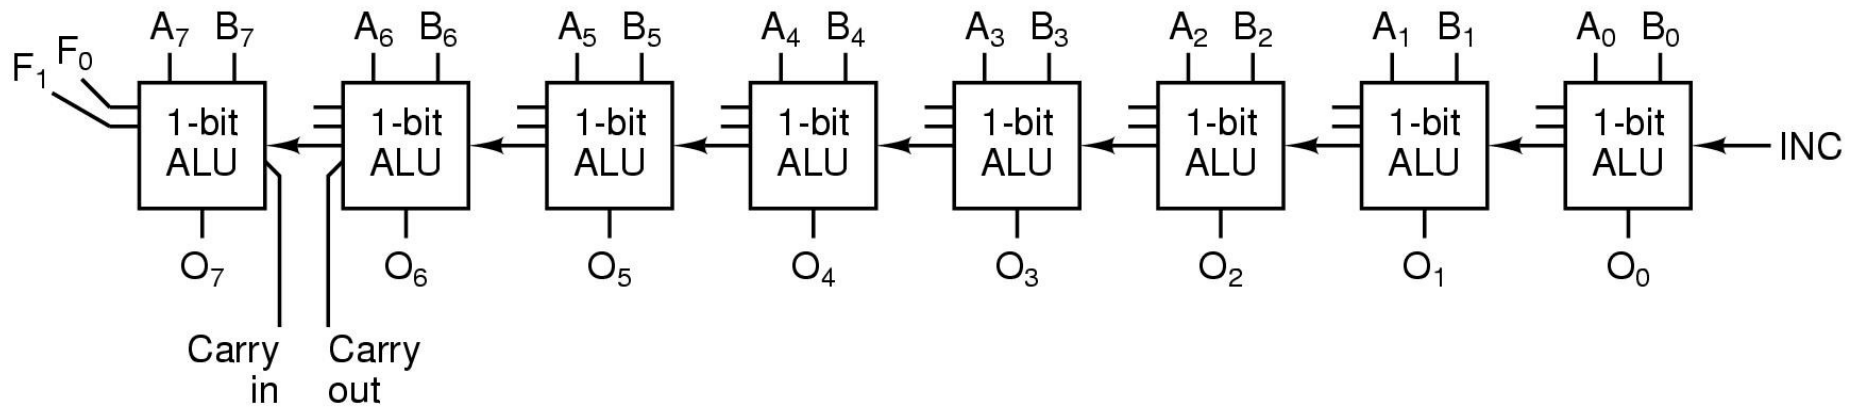 A₇ B₇ A₆ B₆ A₅ B₅ A₄ B₄ A₃ B₃ A₂ B₂ A₁ B₁ A₀ B₀
F₀
F₁
1-bit 1-bit 1-bit 1-bit 1-bit 1-bit 1-bit 1-bit
INC
ALU ALU ALU ALU ALU ALU ALU ALU
O₇ O₆ O₅ O₄ O₃ O₂ O₁ O₀
Carry Carry
in out